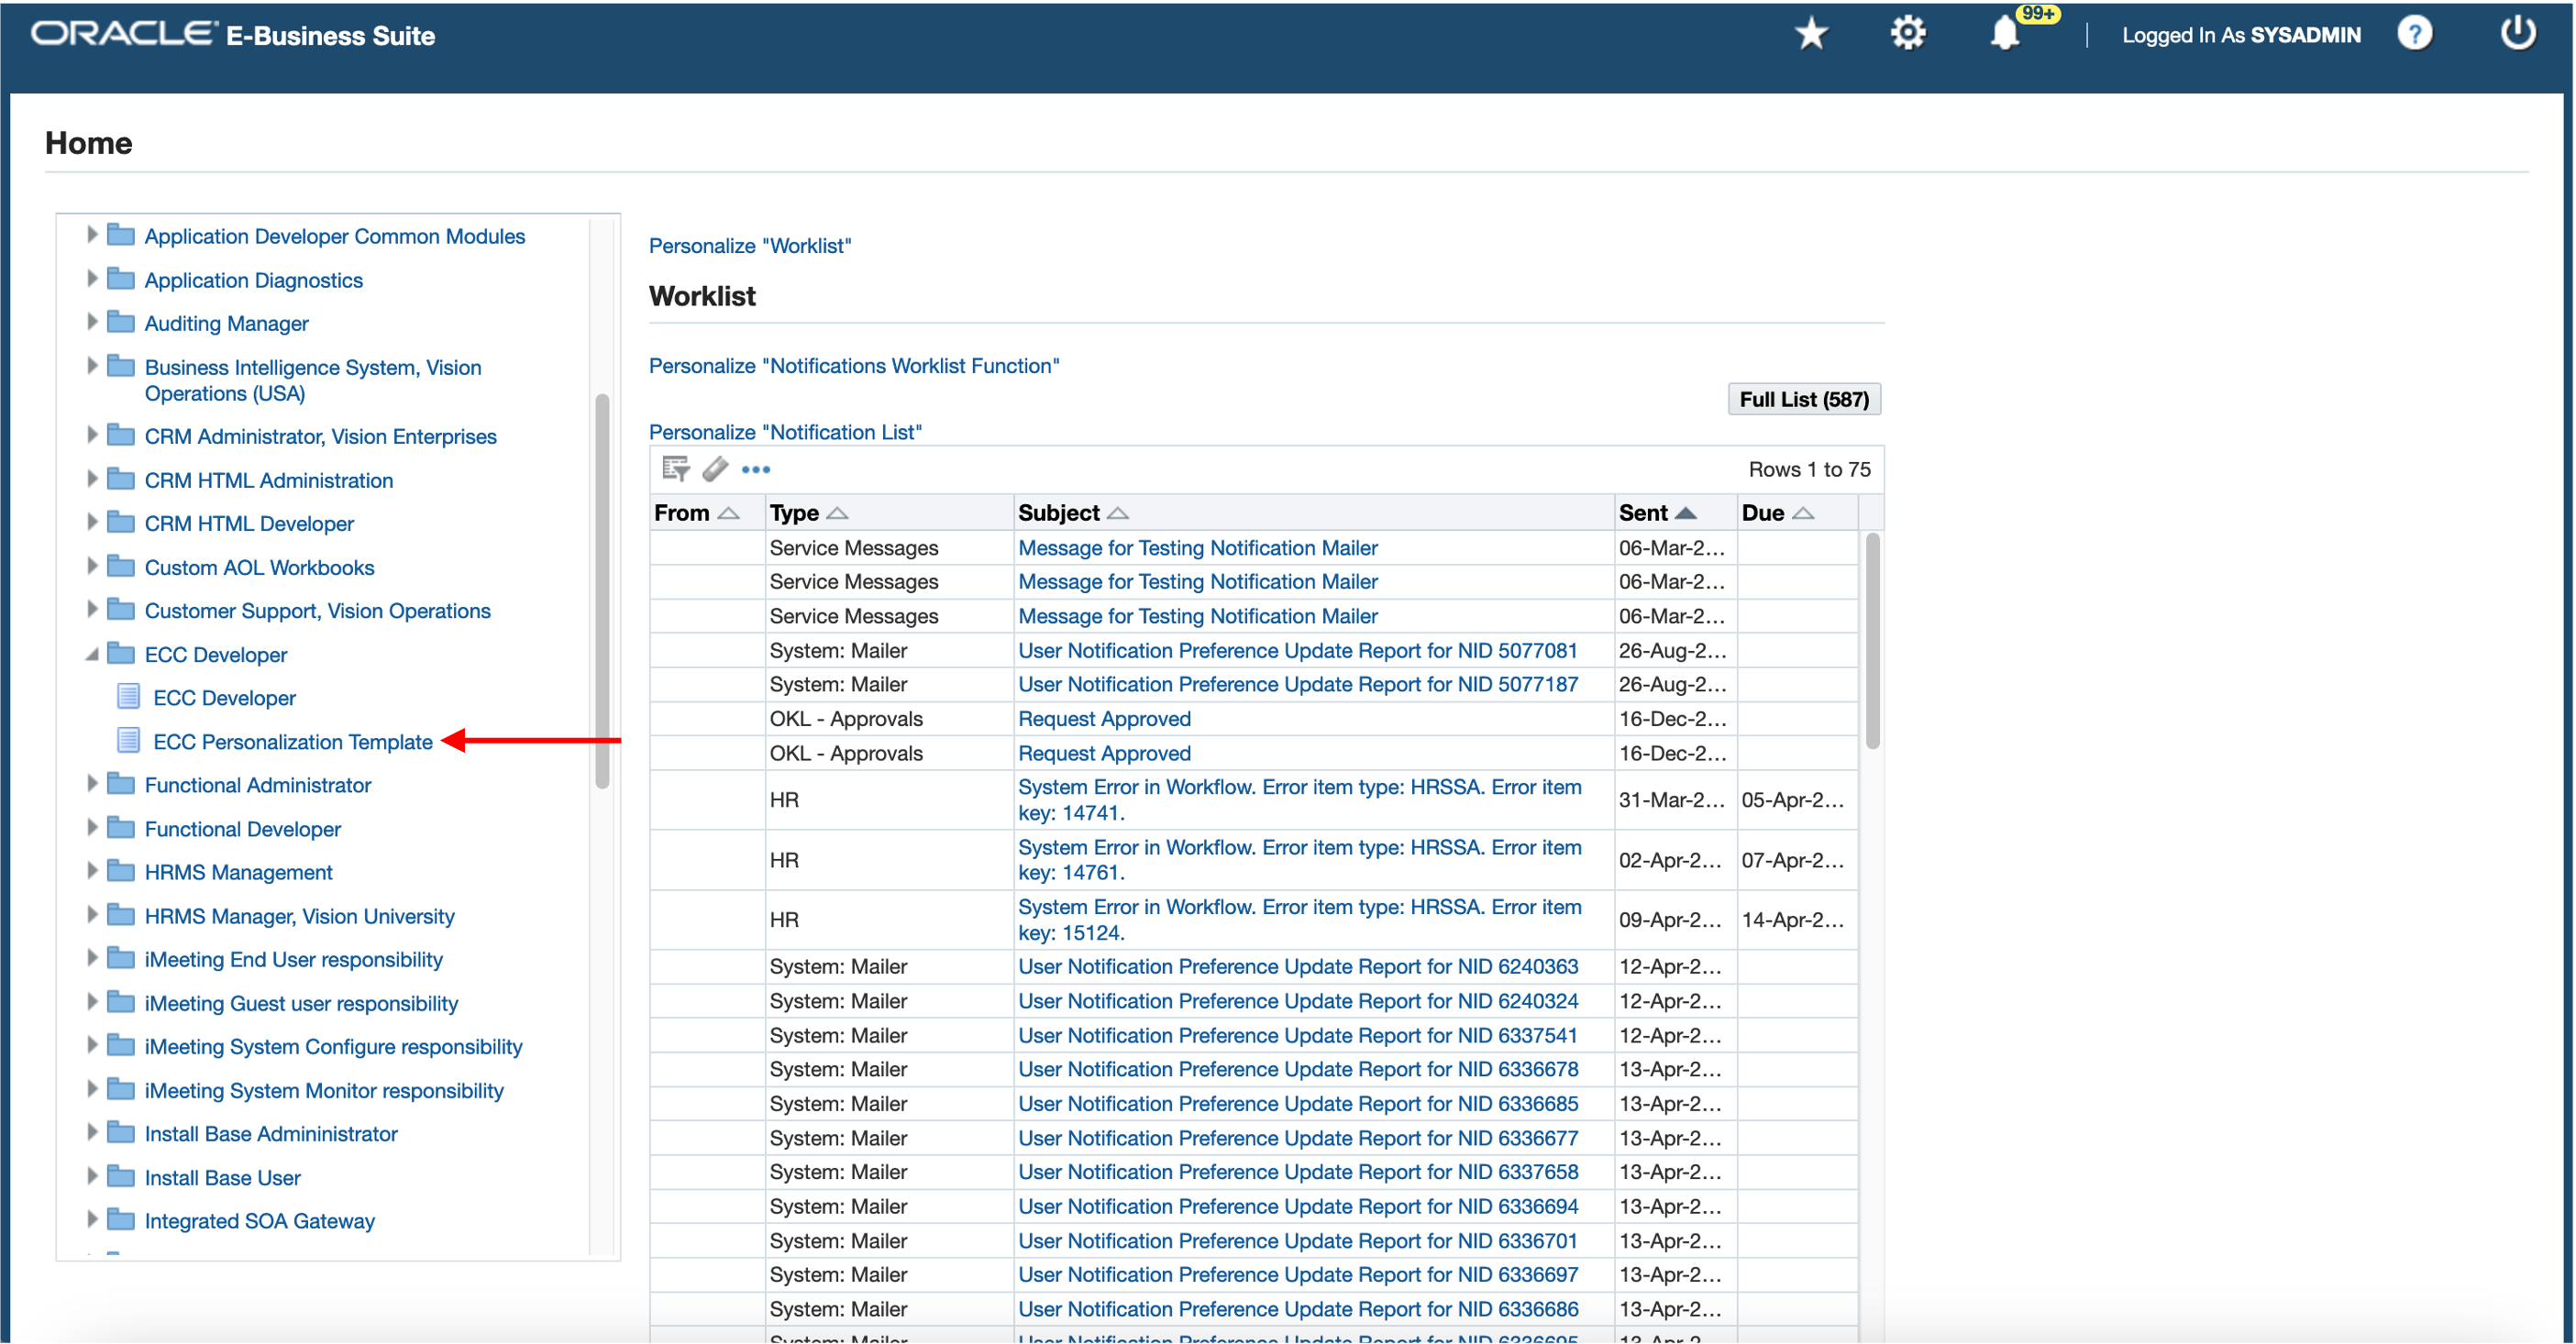 ORACLE E-Business Suite
99+
Logged In As SYSADMIN
?
Home
Application Developer Common Modules
Application Diagnostics
Auditing Manager
Business Intelligence System, Vision
Operations (USA)
CRM Administrator, Vision Enterprises
CRM HTML Administration
CRM HTML Developer
Custom AOL Workbooks
Customer Support, Vision Operations
ECC Developer
ECC Developer
ECC Personalization Template
Functional Administrator
Functional Developer
HRMS Management
HRMS Manager, Vision University
iMeeting End User responsibility
iMeeting Guest user responsibility
iMeeting System Configure responsibility
iMeeting System Monitor responsibility
Install Base Admininistrator
Install Base User
Integrated SOA Gateway
Personalize "Worklist"
Worklist
Personalize "Notifications Worklist Function"
Full List (587)
Personalize "Notification List"
Rows 1 to 75
From Type Subject Sent Due
Service Messages Message for Testing Notification Mailer 06-Mar-2...
Service Messages Message for Testing Notification Mailer 06-Mar-2...
Service Messages Message for Testing Notification Mailer 06-Mar-2...
System: Mailer User Notification Preference Update Report for NID 5077081 26-Aug-2...
System: Mailer User Notification Preference Update Report for NID 5077187 26-Aug-2...
OKL - Approvals Request Approved 16-Dec-2...
OKL - Approvals Request Approved 16-Dec-2...
HR System Error in Workflow. Error item type: HRSSA. Error item 31-Mar-2... 05-Apr-2...
key: 14741.
HR System Error in Workflow. Error item type: HRSSA. Error item 02-Apr-2... 07-Apr-2...
key: 14761.
HR System Error in Workflow. Error item type: HRSSA. Error item 09-Apr-2... 14-Apr-2...
key: 15124.
System: Mailer User Notification Preference Update Report for NID 6240363 12-Apr-2...
System: Mailer User Notification Preference Update Report for NID 6240324 12-Apr-2...
System: Mailer User Notification Preference Update Report for NID 6337541 12-Apr-2...
System: Mailer User Notification Preference Update Report for NID 6336678 13-Apr-2...
System: Mailer User Notification Preference Update Report for NID 6336685 13-Apr-2...
System: Mailer User Notification Preference Update Report for NID 6336677 13-Apr-2...
System: Mailer User Notification Preference Update Report for NID 6337658 13-Apr-2...
System: Mailer User Notification Preference Update Report for NID 6336694 13-Apr-2...
System: Mailer User Notification Preference Update Report for NID 6336701 13-Apr-2...
System: Mailer User Notification Preference Update Report for NID 6336697 13-Apr-2...
System: Mailer User Notification Preference Update Report for NID 6336686 13-Apr-2...